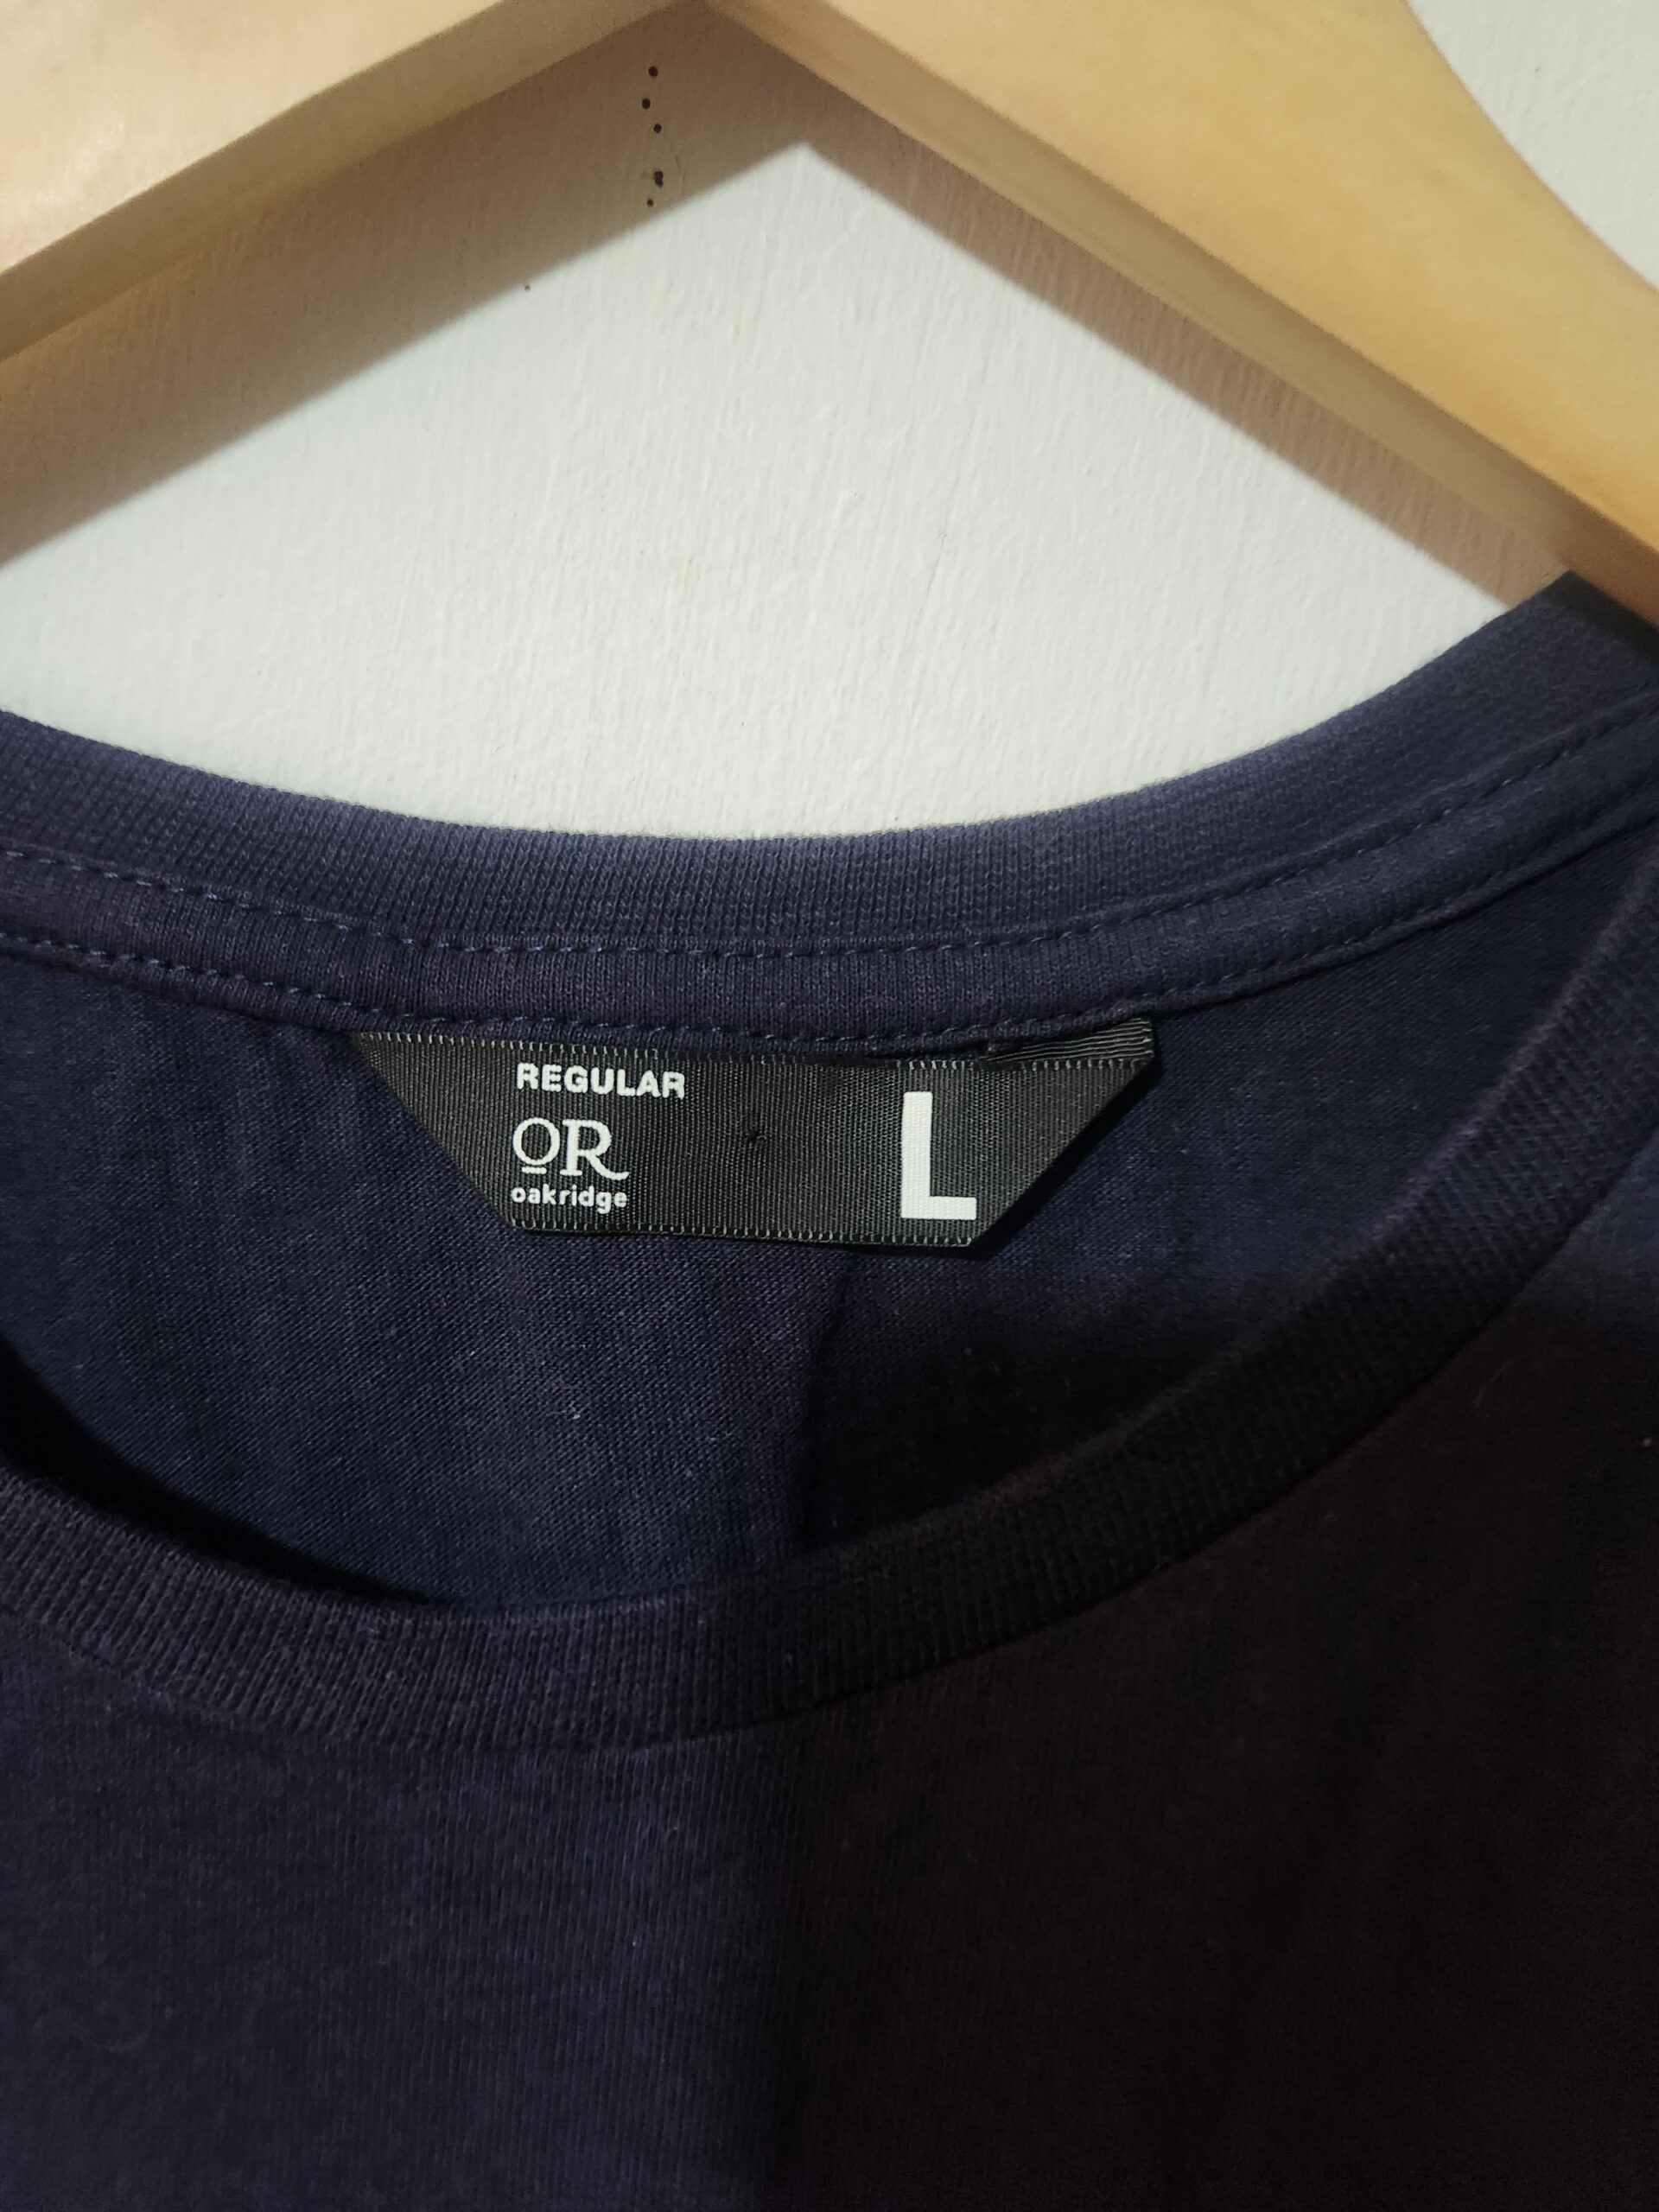 REGULAR
OR
oakridge
L